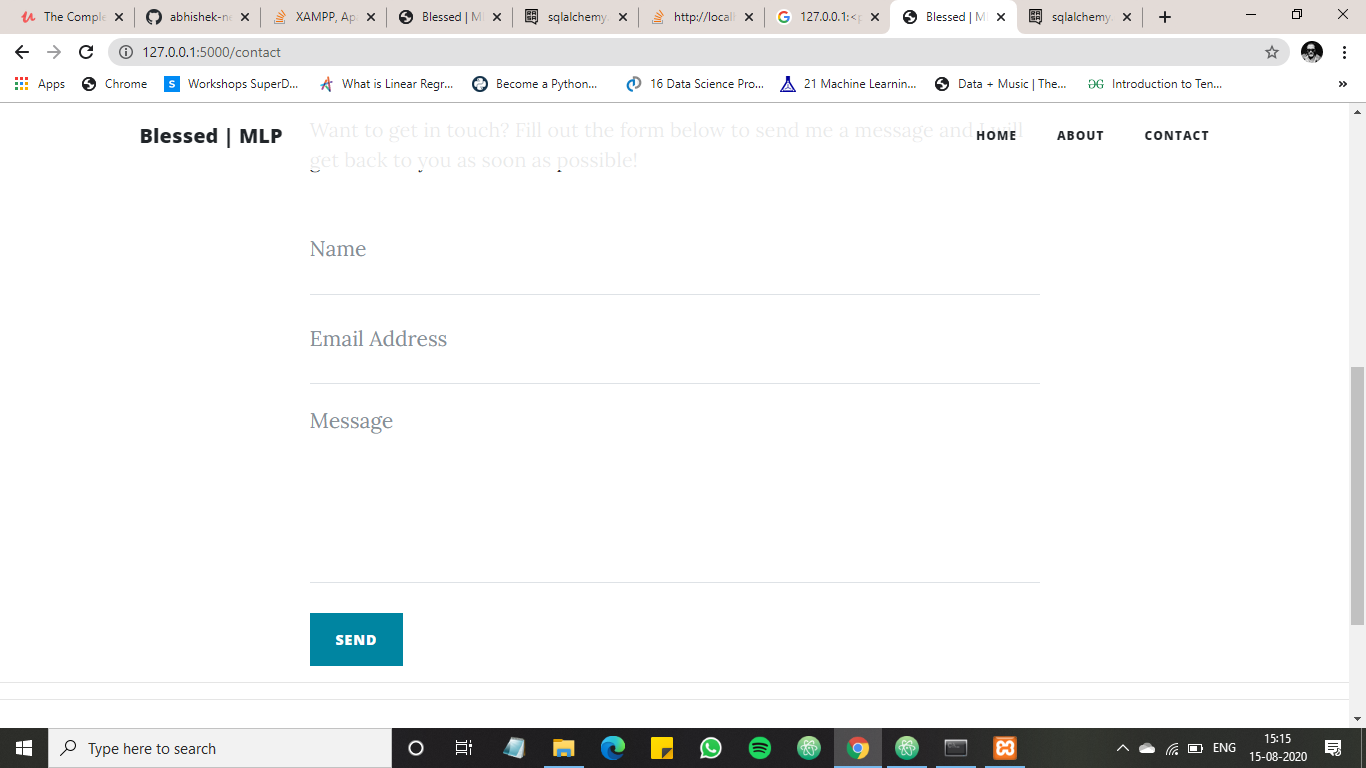 The Comple
abhishek-ne
XAMPP, Ap
Blessed | ML
sqlalchemy.
http://local
127.0.0.1:<p
Blessed | ML
sqlalchemy.
127.0.0.1:5000/contact
Apps
Chrome
Workshops SuperD...
What is Linear Regr...
Become a Python...
16 Data Science Pro...
21 Machine Learnin...
Data + Music | The...
Introduction to Ten...
»
Blessed | MLP
HOME
ABOUT
CONTACT
Want to get in touch? Fill out the form below to send me a message and I will
get back to you as soon as possible!
Name
Email Address
Message
SEND
Type here to search
ENG
15:15
15-08-2020